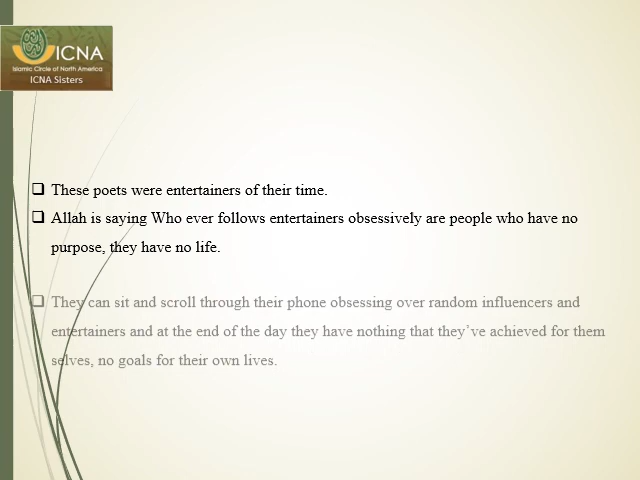 ICNA
Islamic Circle of North America
ICNA Sisters
These poets were entertainers of their time.
Allah is saying Who ever follows entertainers obsessively are people who have no
purpose, they have no life.
They can sit and scroll through their phone obsessing over random influencers and
entertainers and at the end of the day they have nothing that they’ve achieved for them
selves, no goals for their own lives.